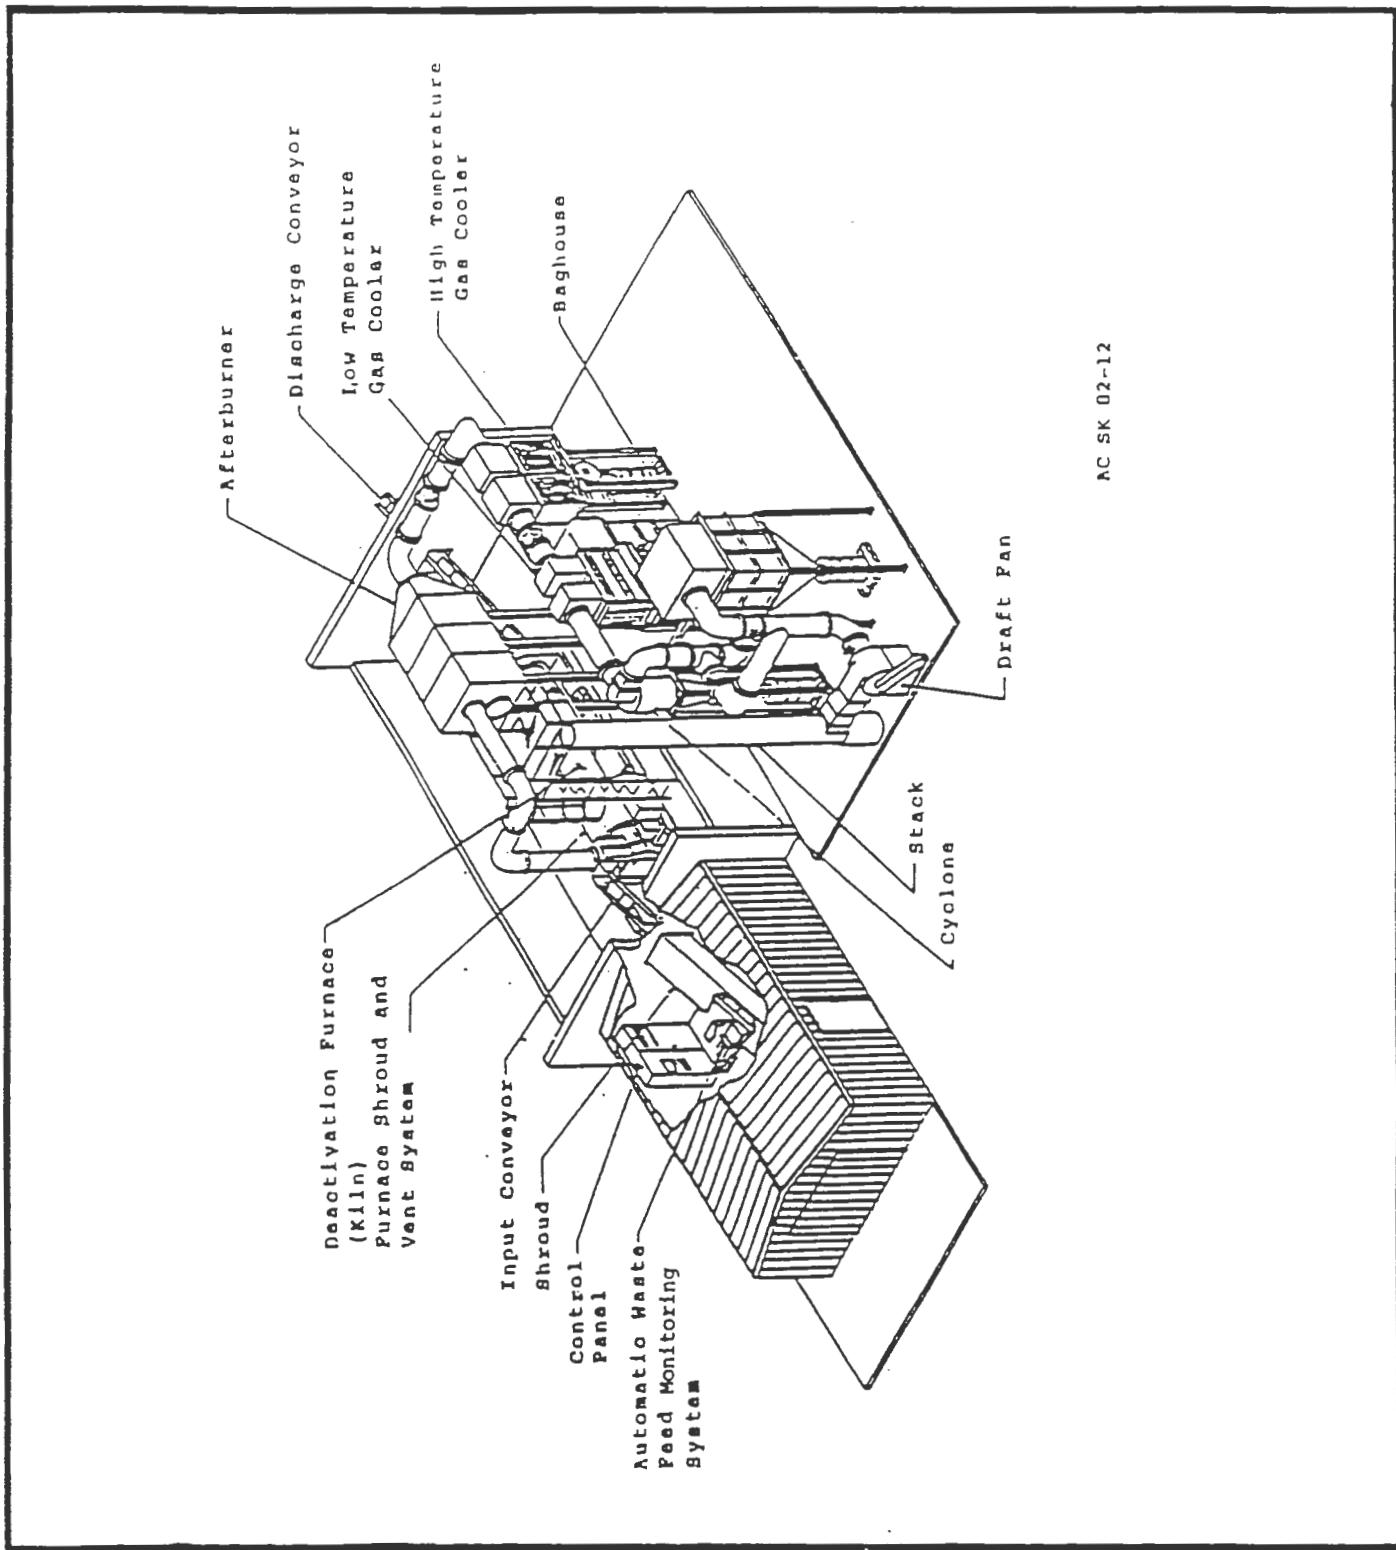 Afterburner
Discharge Conveyor
Low Temperature
Gas Cooler
High Temperature
Gas Cooler
Baghouse
Deactivation Furnace
(Kiln)
Furnace Shroud and
Vent System
Input Conveyor
Shroud
Control
Panel
Automatic Waste
Feed Monitoring
System
Draft Fan
Stack
Cyclone
AC SK 02-12